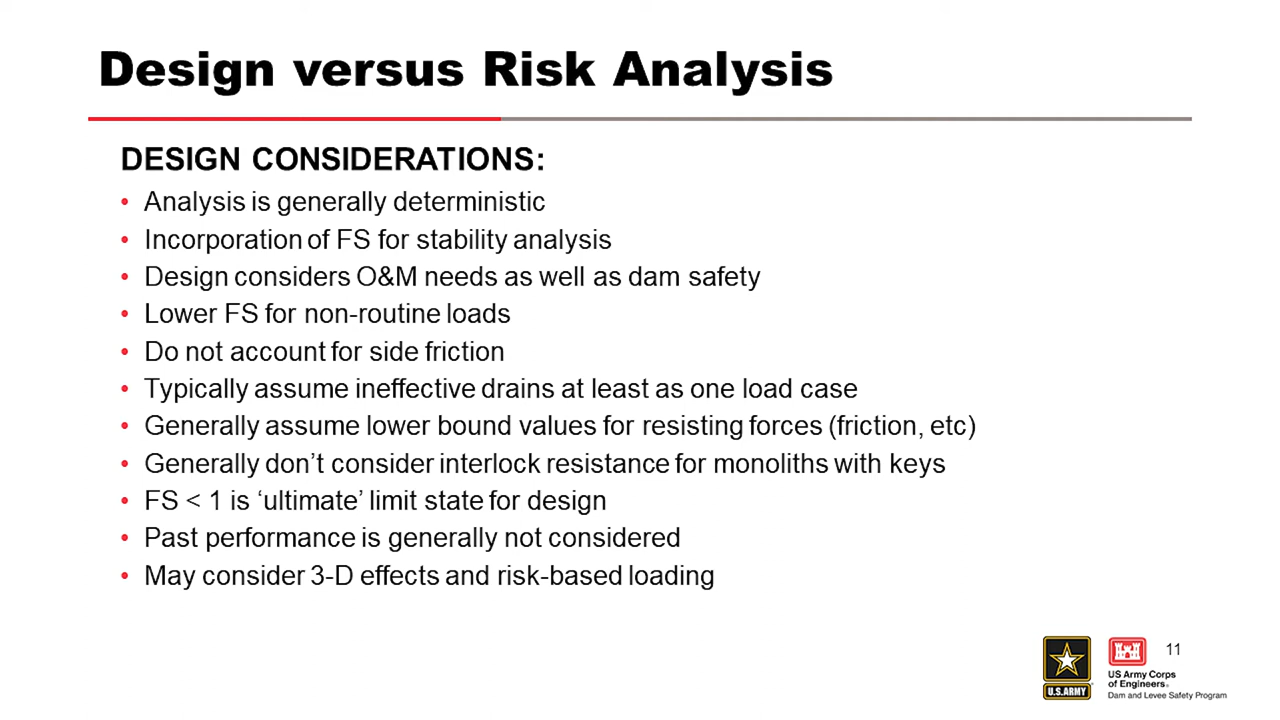 Design versus Risk Analysis
DESIGN CONSIDERATIONS:
• Analysis is generally deterministic
• Incorporation of FS for stability analysis
• Design considers O&M needs as well as dam safety
• Lower FS for non-routine loads
• Do not account for side friction
• Typically assume ineffective drains at least as one load case
• Generally assume lower bound values for resisting forces (friction, etc)
• Generally don’t consider interlock resistance for monoliths with keys
• FS < 1 is ‘ultimate’ limit state for design
• Past performance is generally not considered
• May consider 3-D effects and risk-based loading
11
U.S.ARMY
US Army Corps
of Engineers®
Dam and Levee Safety Program